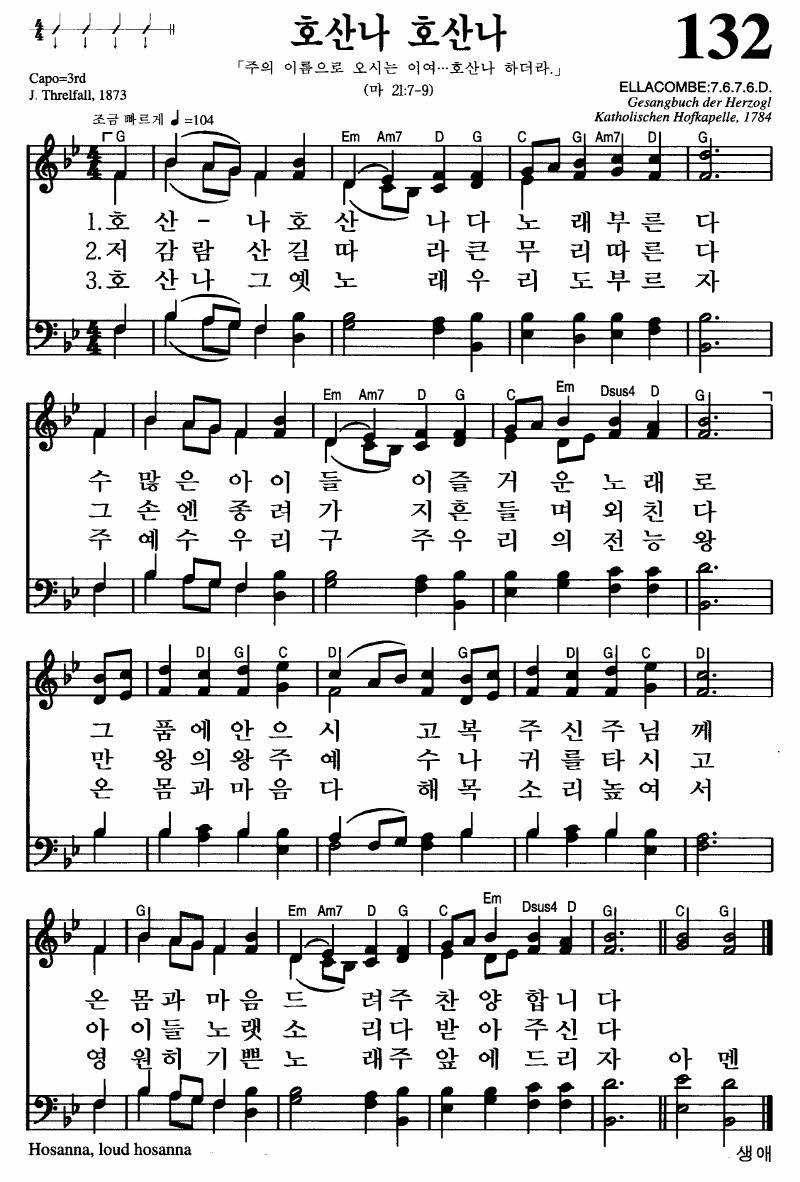 호산나 호산나
132
「주의 이름으로 오시는 이여…호산나 하더라.」
(마 21:7-9)
Capo=3rd
J. Threlfall, 1873
ELLACOMBE:7.6.7.6.D.
Gesangbuch der Herzogl
Katholischen Hofkapelle, 1784
조금 빠르게 ♩=104
G Em Am7 D G C G Am7 C G
1.호 산 - 나 호 산 나 다 노 래 부 른 다
2.저 감 람 산 길 따 라 큰 무 리 따 른 다
3.호 산 나 그 옛 노 래 우 리 도 부 르 자
Em Am7 D G C Em Dsus4 D G
수 많 은 아 이 들 이 즐 거 운 노 래 로
그 손 엔 종 려 가 지 흔 들 며 외 친 다
주 예 수 우 리 구 주 우 리 의 전 능 왕
D G C D G D G C D
그 품 에 안 으 시 고 복 주 신 주 님 께
만 왕 의 왕 주 예 수 나 귀 를 타 시 고
온 몸 과 마 음 다 해 목 소 리 높 여 서
G Em Am7 D G C Em Dsus4 D G C G
온 몸 과 마 음 드 려 주 찬 양 합 니 다
아 이 들 노 랫 소 리 다 받 아 주 신 다
영 원 히 기 쁜 노 래 주 앞 에 드 리 자 아 멘
Hosanna, loud hosanna
생애